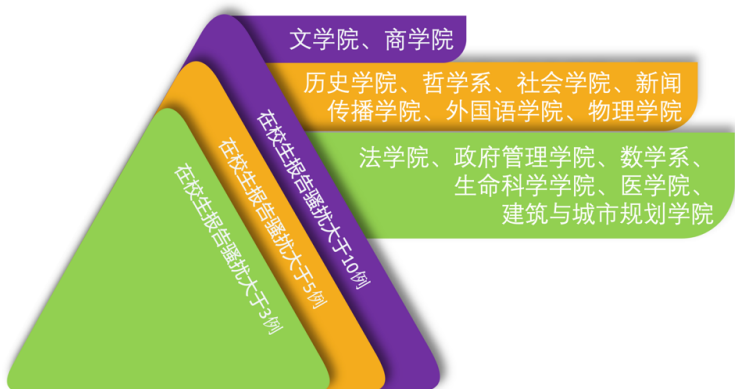 文学院、商学院
历史学院、哲学系、社会学院、新闻
传播学院、外国语学院、物理学院
法学院、政府管理学院、数学系、
生命科学学院、医学院、
建筑与城市规划学院
在校生报告骚扰大于10例
在校生报告骚扰大于5例
在校生报告骚扰大于3例